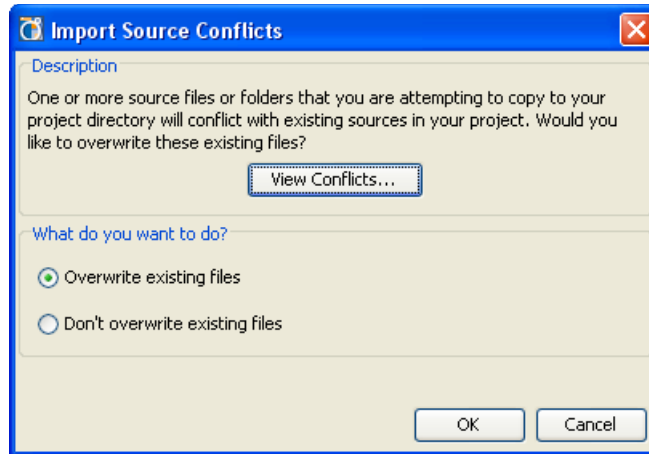 Import Source Conflicts
Description
One or more source files or folders that you are attempting to copy to your
project directory will conflict with existing sources in your project. Would you
like to overwrite these existing files?
View Conflicts...
What do you want to do?
Overwrite existing files
Don't overwrite existing files
OK Cancel